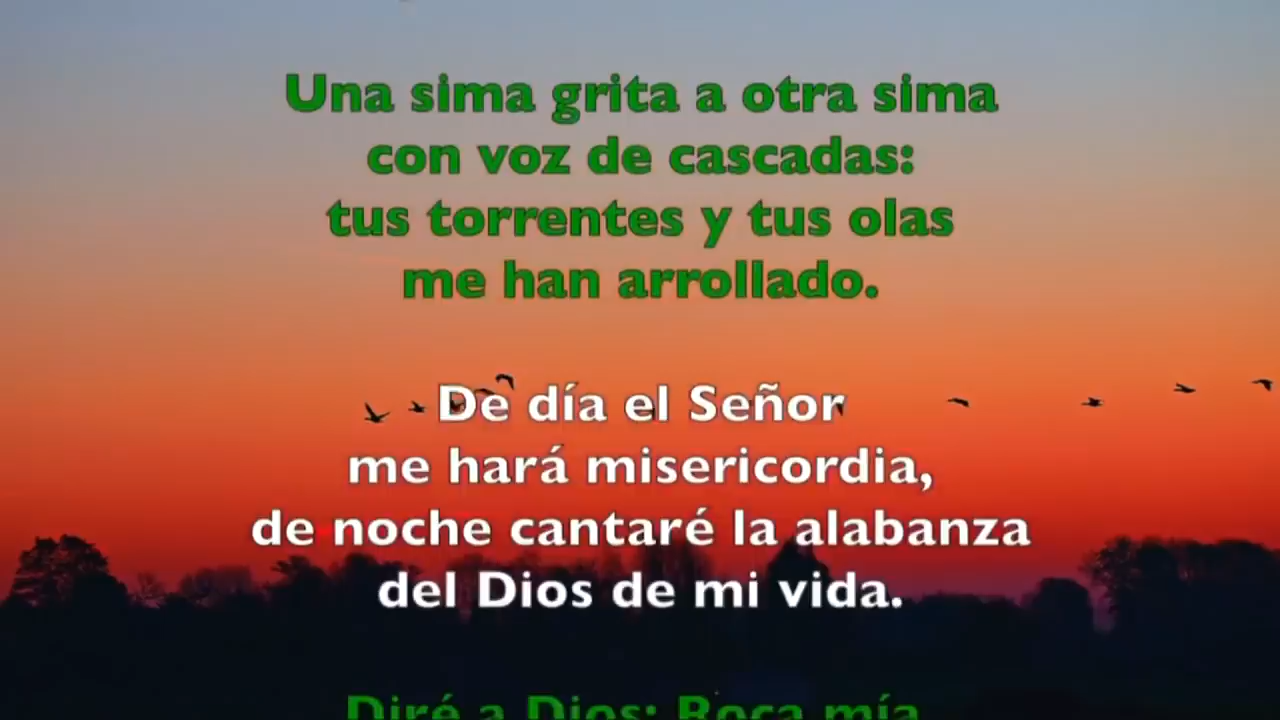 Una sima grita a otra sima
con voz de cascadas:
tus torrentes y tus olas
me han arrollado.
De día el Señor
me hará misericordia,
de noche cantaré la alabanza
del Dios de mi vida.
Diré a Dios: Roca mía